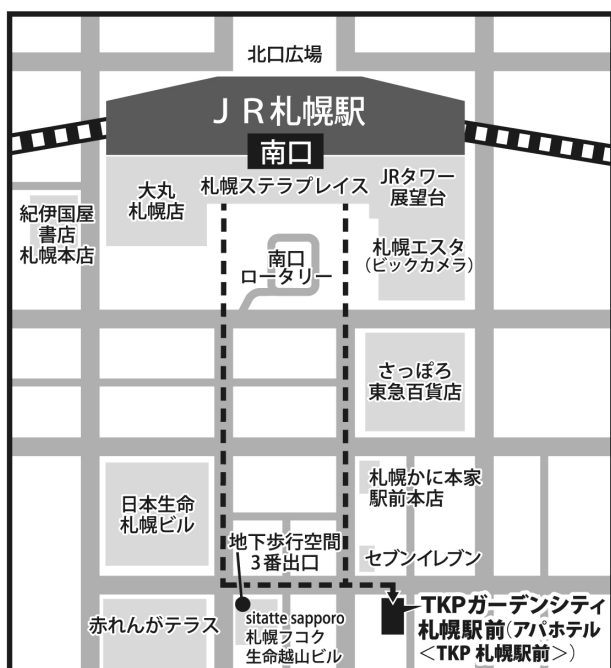 北口広場
ＪＲ札幌駅
南口
大丸
札幌店
札幌ステラプレイス
JRタワー
展望台
紀伊国屋
書店
札幌本店
南口
ロータリー
札幌エスタ
(ビックカメラ)
さっぽろ
東急百貨店
札幌かに本家
駅前本店
日本生命
札幌ビル
地下歩行空間
3番出口
セブンイレブン
赤れんがテラス
sitatte sapporo
札幌フコク
生命越山ビル
TKPガーデンシティ
札幌駅前(アパホテル
＜TKP 札幌駅前＞)